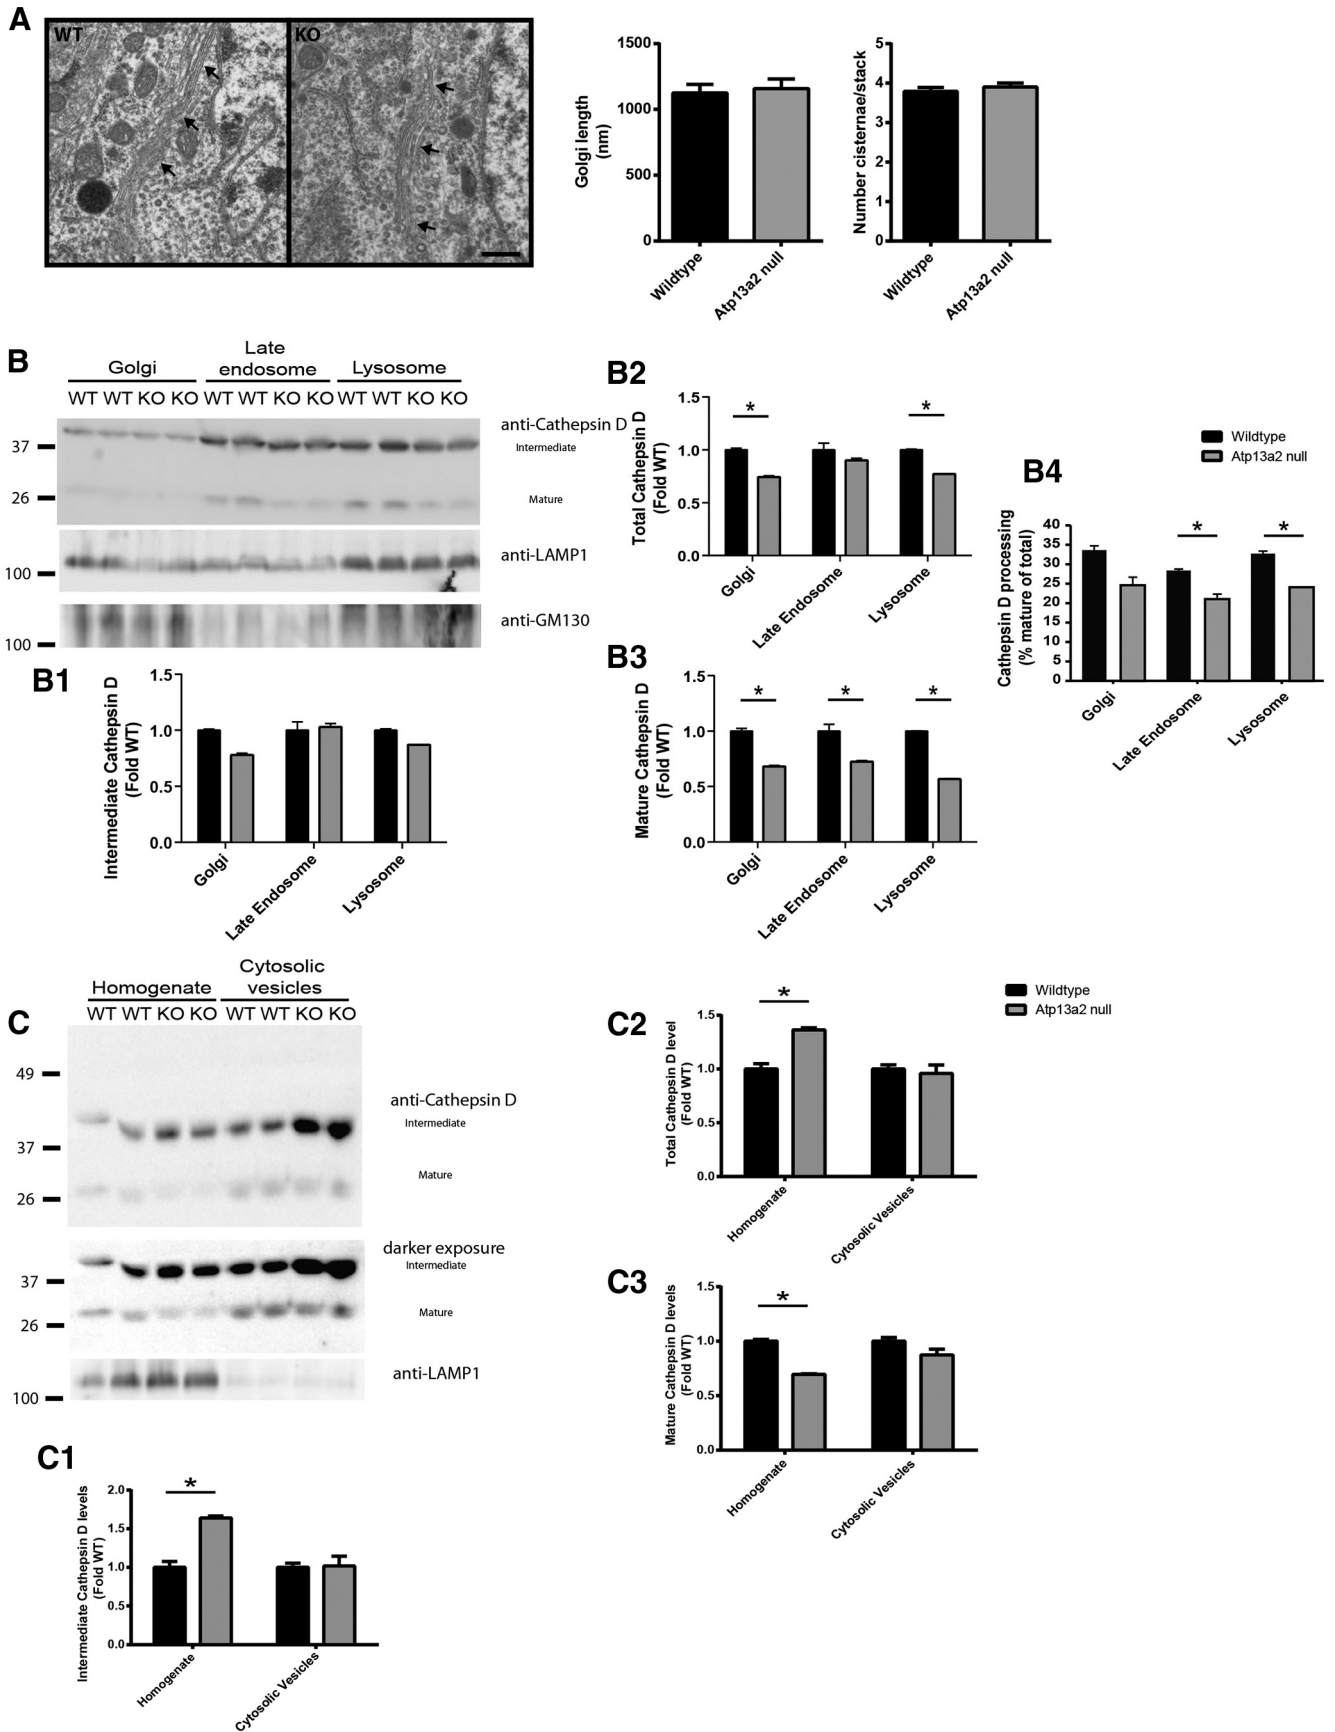 A
WT
KO
1500
1000
500
0
Golgi length
(nm)
Wildtype
Atp13a2 null
5
4
3
2
1
0
Number cisternae/stack
Wildtype
Atp13a2 null
B
Golgi
Late
endosome
Lysosome
WT WT KO KO WT WT KO KO WT WT KO KO
37
26
anti-Cathepsin D
Intermediate
Mature
100
anti-LAMP1
100
anti-GM130
B1
1.5
1.0
0.5
0.0
Intermediate Cathepsin D
(Fold WT)
Golgi
Late Endosome
Lysosome
B2
1.5
1.0
0.5
0.0
Total Cathepsin D
(Fold WT)
*
*
Golgi
Late Endosome
Lysosome
B3
1.5
1.0
0.5
0.0
Mature Cathepsin D
(Fold WT)
*
*
*
Golgi
Late Endosome
Lysosome
Wildtype
Atp13a2 null
B4
40
35
30
25
20
15
10
5
0
Cathepsin D processing
(% mature of total)
*
*
Golgi
Late Endosome
Lysosome
C
Homogenate
Cytosolic
vesicles
WT WT KO KO WT WT KO KO
49
37
26
anti-Cathepsin D
Intermediate
Mature
37
26
darker exposure
Intermediate
Mature
100
anti-LAMP1
C1
2.0
1.5
1.0
0.5
0.0
Intermediate Cathepsin D levels
(Fold WT)
*
Homogenate
Cytosolic Vesicles
C2
1.5
1.0
0.5
0.0
Total Cathepsin D level
(Fold WT)
*
Homogenate
Cytosolic Vesicles
Wildtype
Atp13a2 null
C3
1.5
1.0
0.5
0.0
Mature Cathepsin D levels
(Fold WT)
*
Homogenate
Cytosolic Vesicles